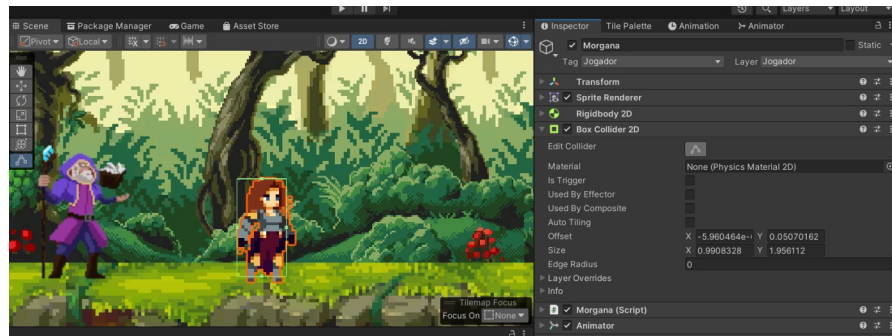 Layers Layout
Scene Package Manager Game Asset Store
Pivot Local 2D
Tilemap Focus
Focus On None
Inspector Tile Palette Animation Animator
Morgana Static
Tag Jogador Layer Jogador
Transform
Sprite Renderer
Rigidbody 2D
Box Collider 2D
Edit Collider
Material None (Physics Material 2D)
Is Trigger
Used By Effector
Used By Composite
Auto Tiling
Offset X -5.960464e-( Y 0.05070162
Size X 0.9908328 Y 1.956112
Edge Radius 0
Layer Overrides
Info
Morgana (Script)
Animator